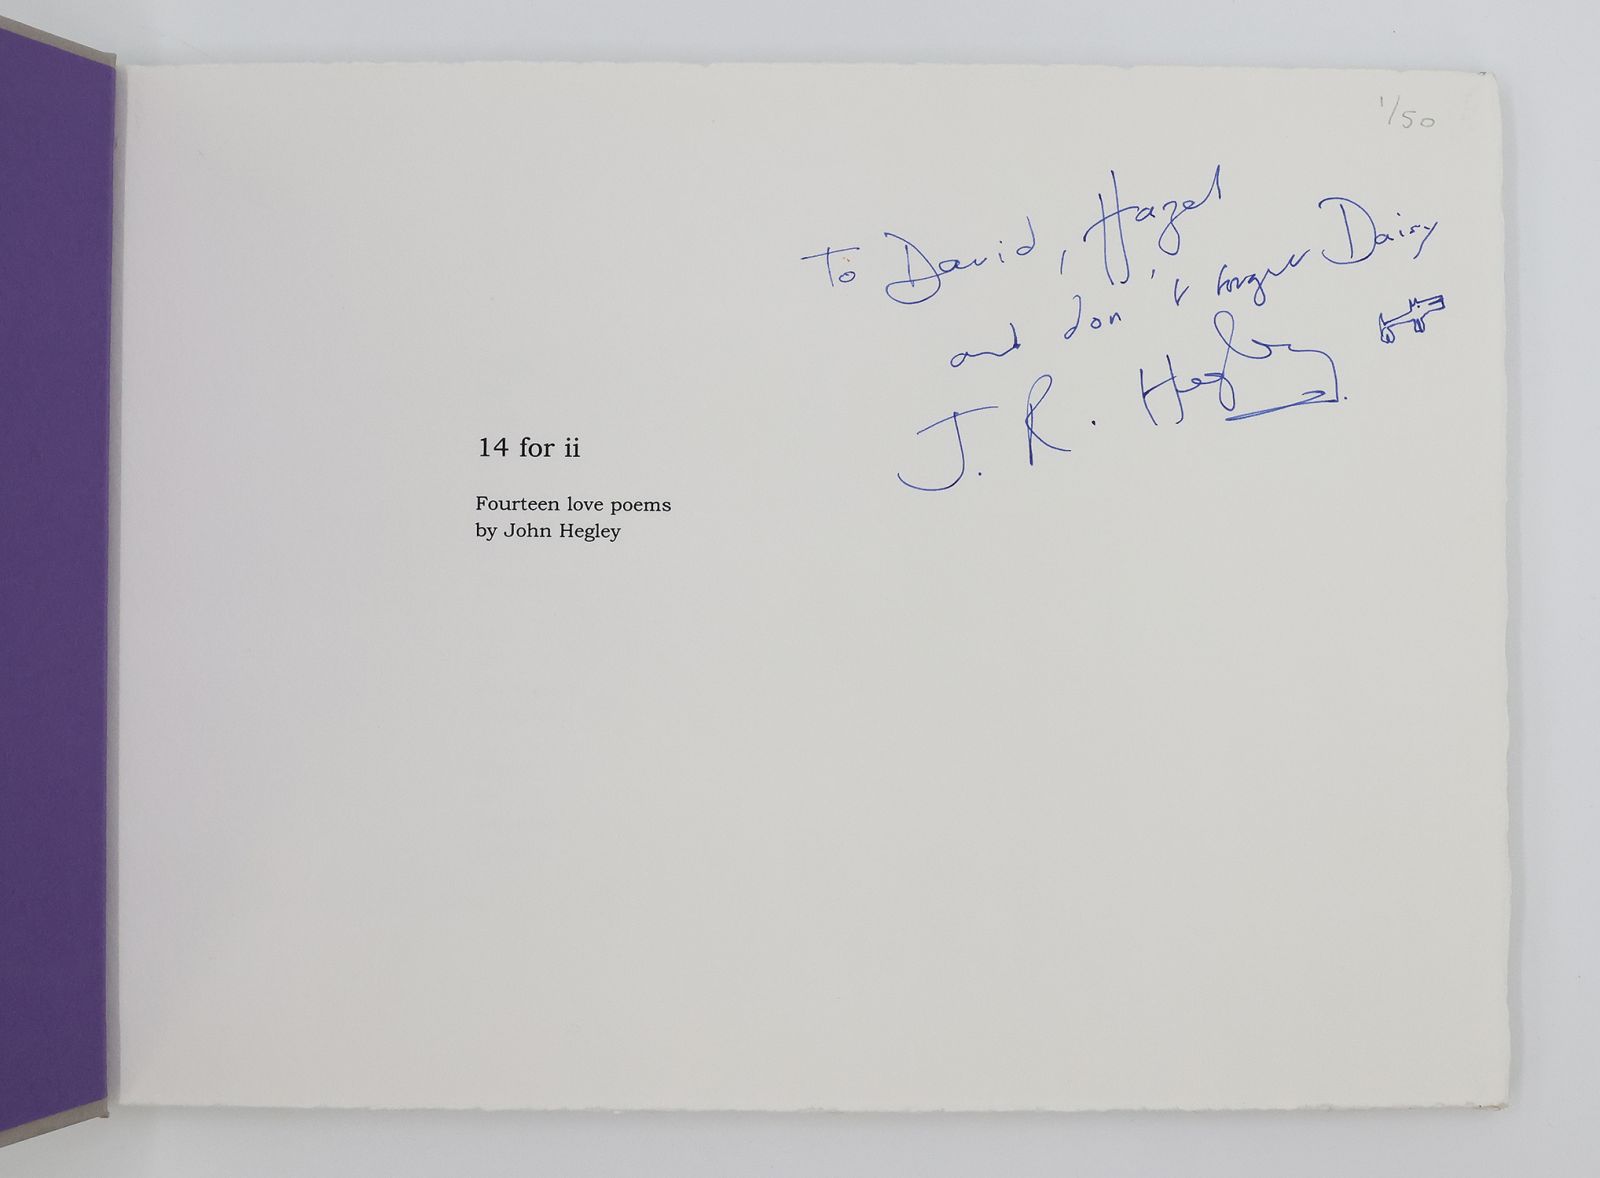 1/50
To David, Hazel
and don't forget Daisy
J. R. Hegley
14 for ii
Fourteen love poems
by John Hegley